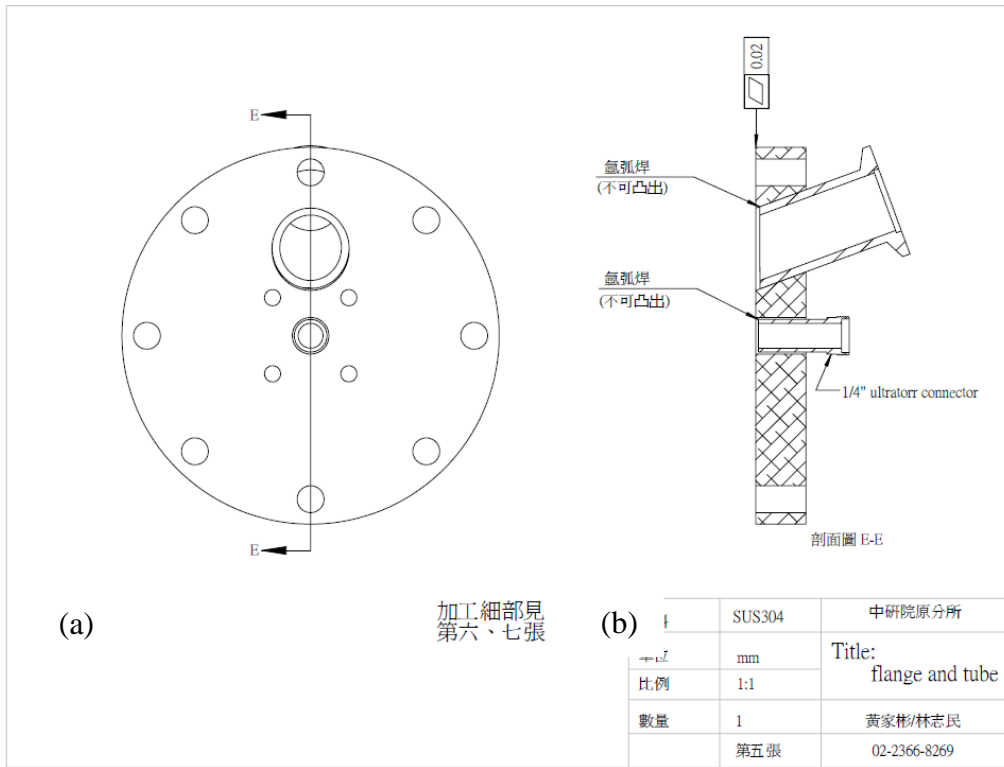 E
E
0.02
氬弧焊
(不可凸出)
氬弧焊
(不可凸出)
1/4" ultratorr connector
剖面圖 E-E
(a)
加工細部見
第六、七張
(b)
SUS304
中研院原分所
單位
mm
Title:
flange and tube
比例
1:1
數量
1
黃家彬/林志民
第五張
02-2366-8269